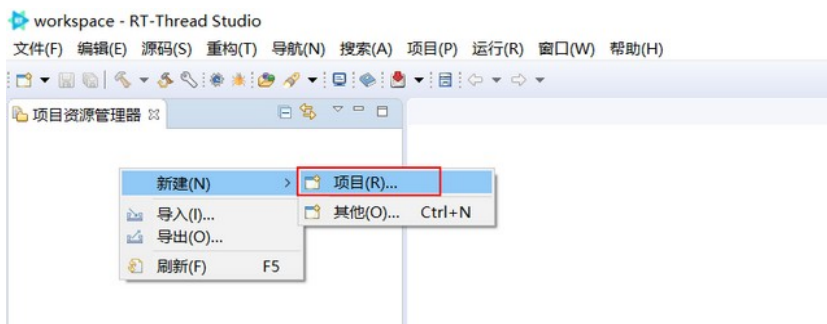 workspace - RT-Thread Studio
文件(F) 编辑(E) 源码(S) 重构(T) 导航(N) 搜索(A) 项目(P) 运行(R) 窗口(W) 帮助(H)
项目资源管理器
新建(N) 项目(R)...
导入(I)... 其他(O)... Ctrl+N
导出(O)...
刷新(F) F5